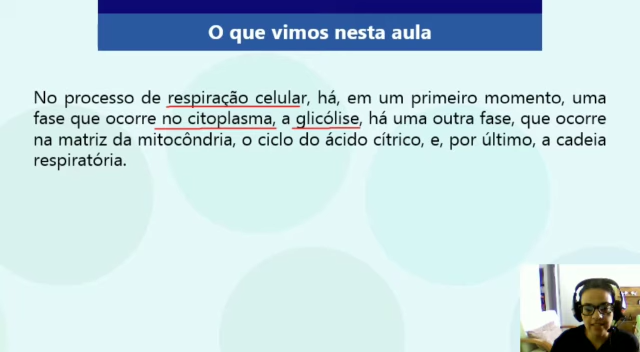 O que vimos nesta aula
No processo de respiração celular, há, em um primeiro momento, uma
fase que ocorre no citoplasma, a glicólise, há uma outra fase, que ocorre
na matriz da mitocôndria, o ciclo do ácido cítrico, e, por último, a cadeia
respiratória.